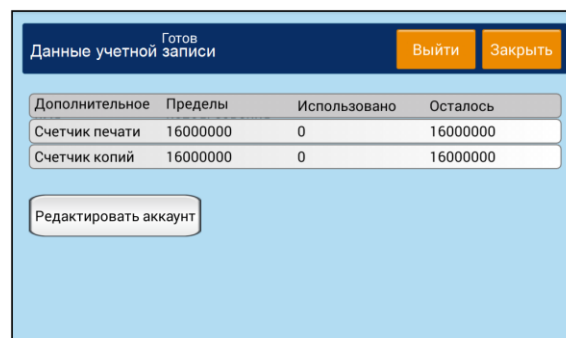 Готов
Данные учетной записи
Выйти
Закрыть
Дополнительное Пределы Использовано Осталось
Счетчик печати 16000000 0 16000000
Счетчик копий 16000000 0 16000000
Редактировать аккаунт